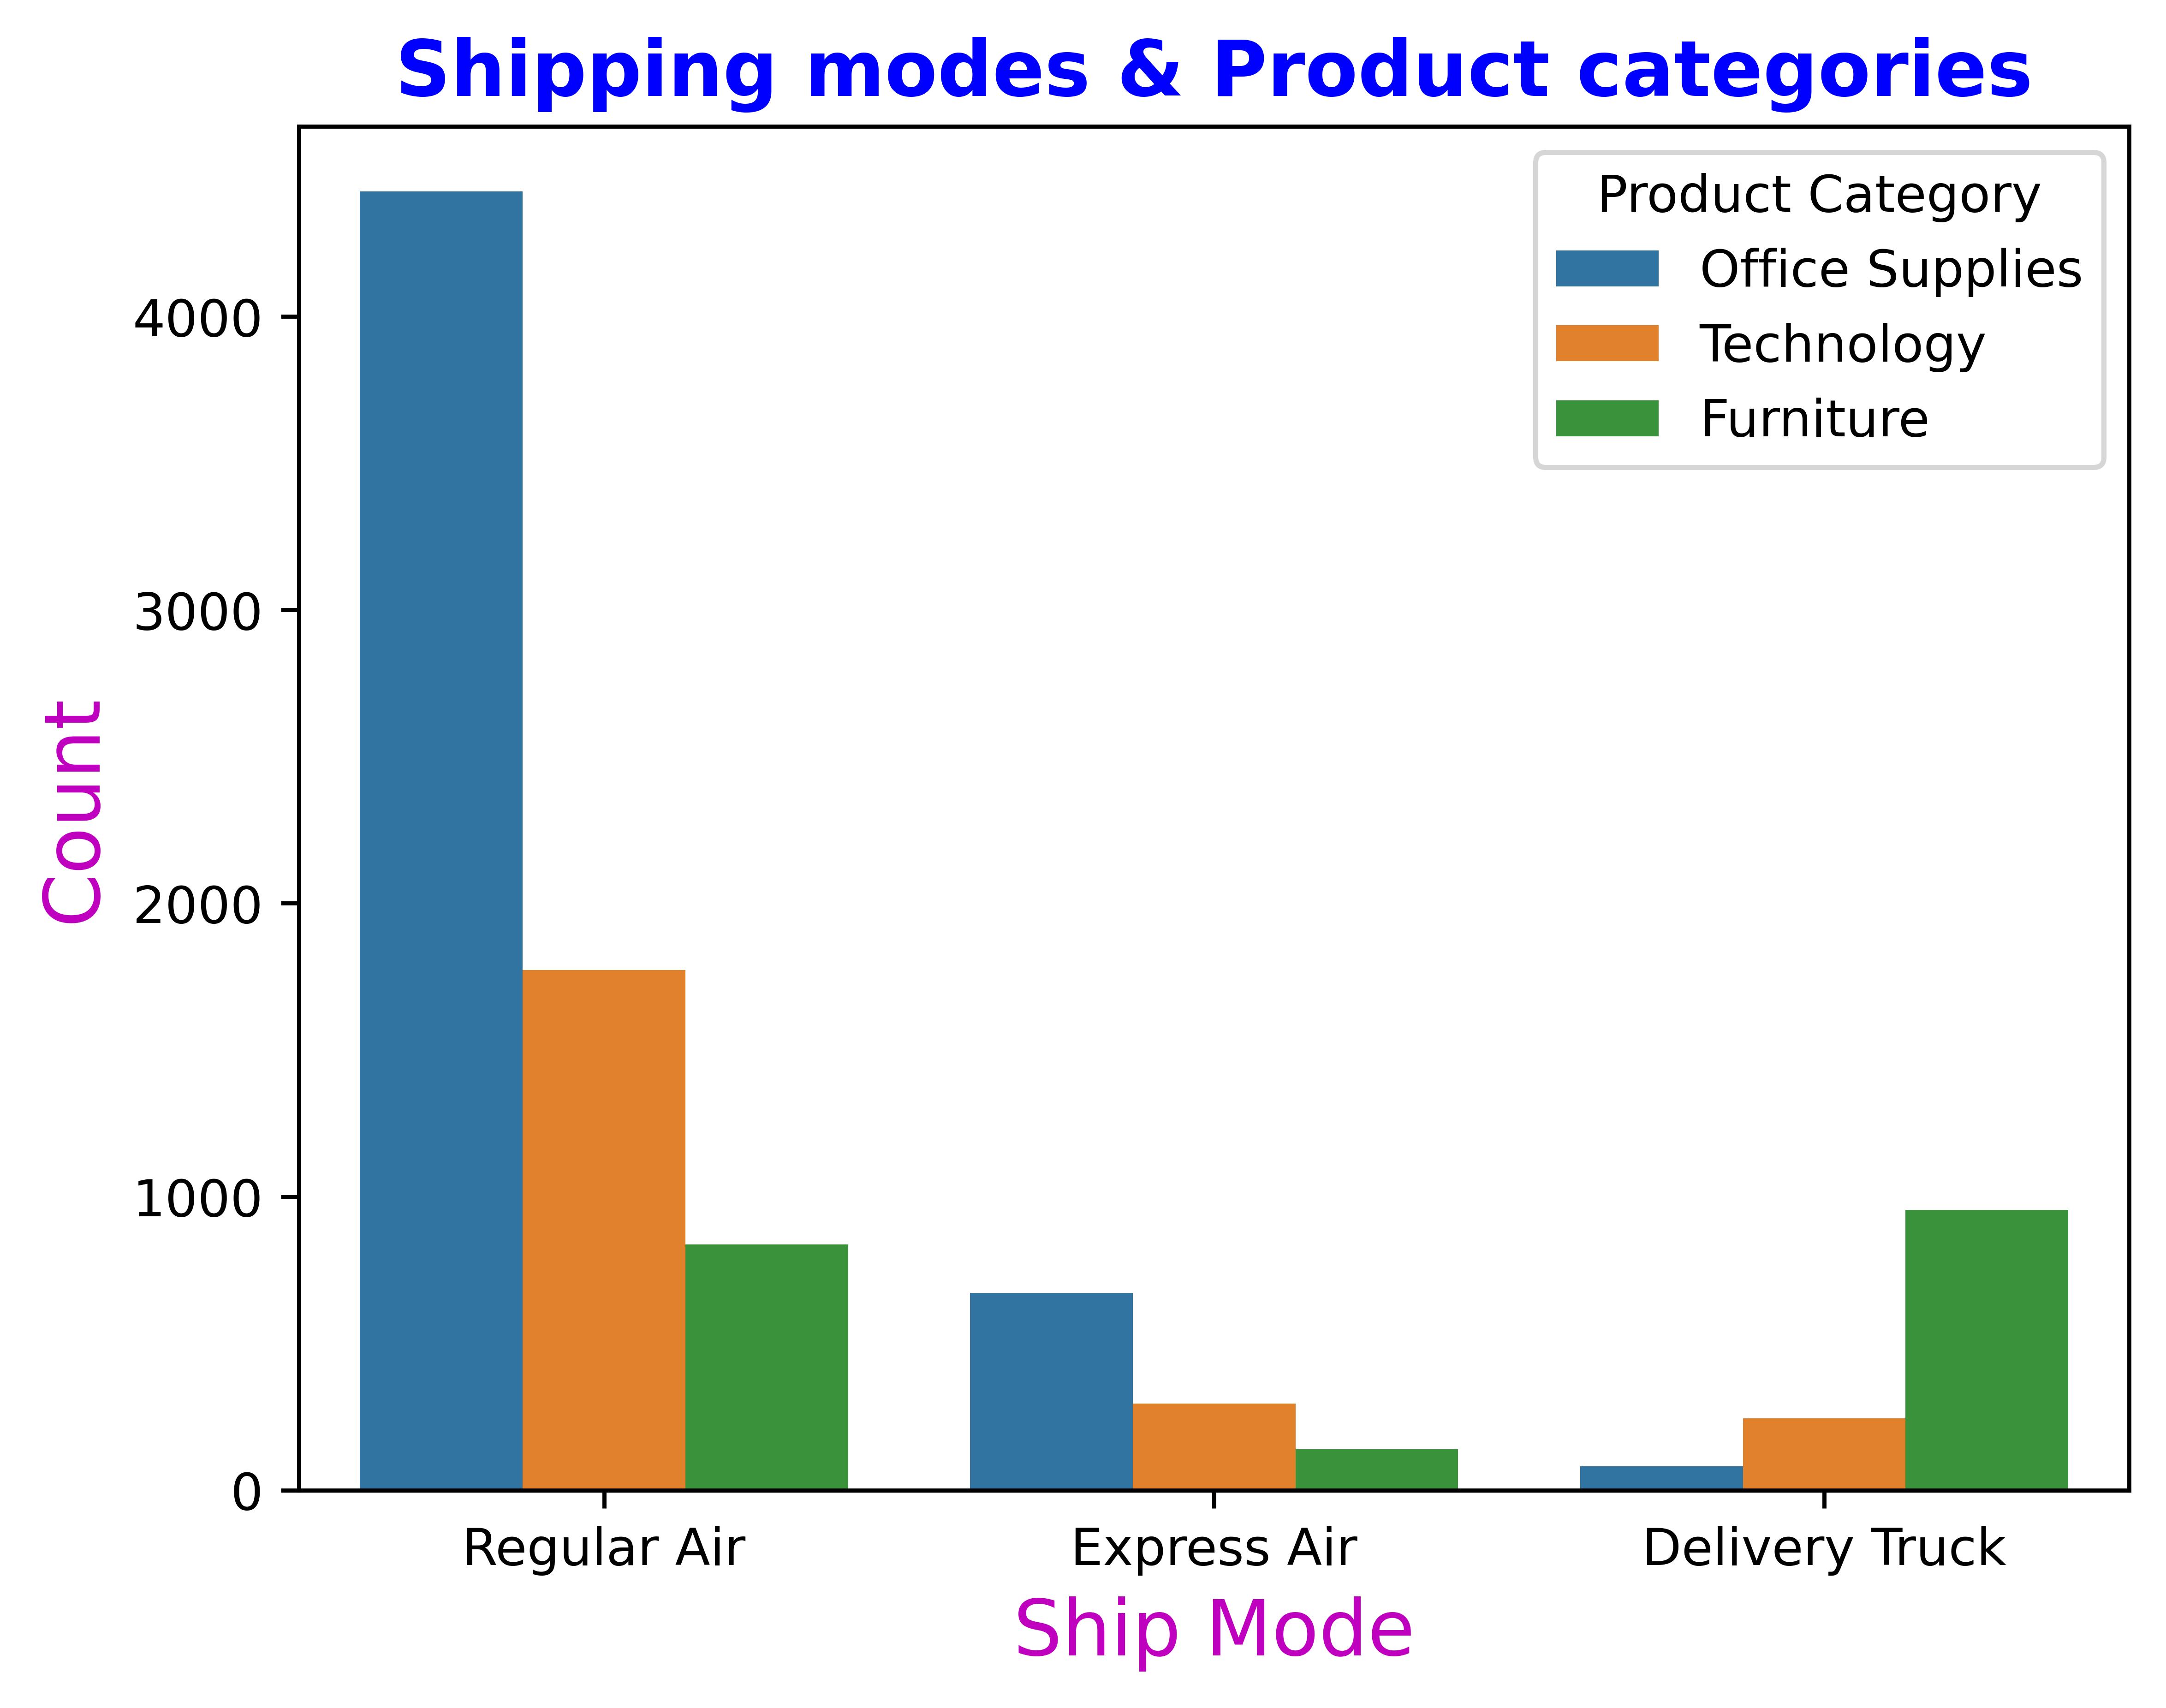 Shipping modes & Product categories
Product Category
Office Supplies
Technology
Furniture
4000
3000
2000
1000
0
Count
Regular Air
Express Air
Delivery Truck
Ship Mode